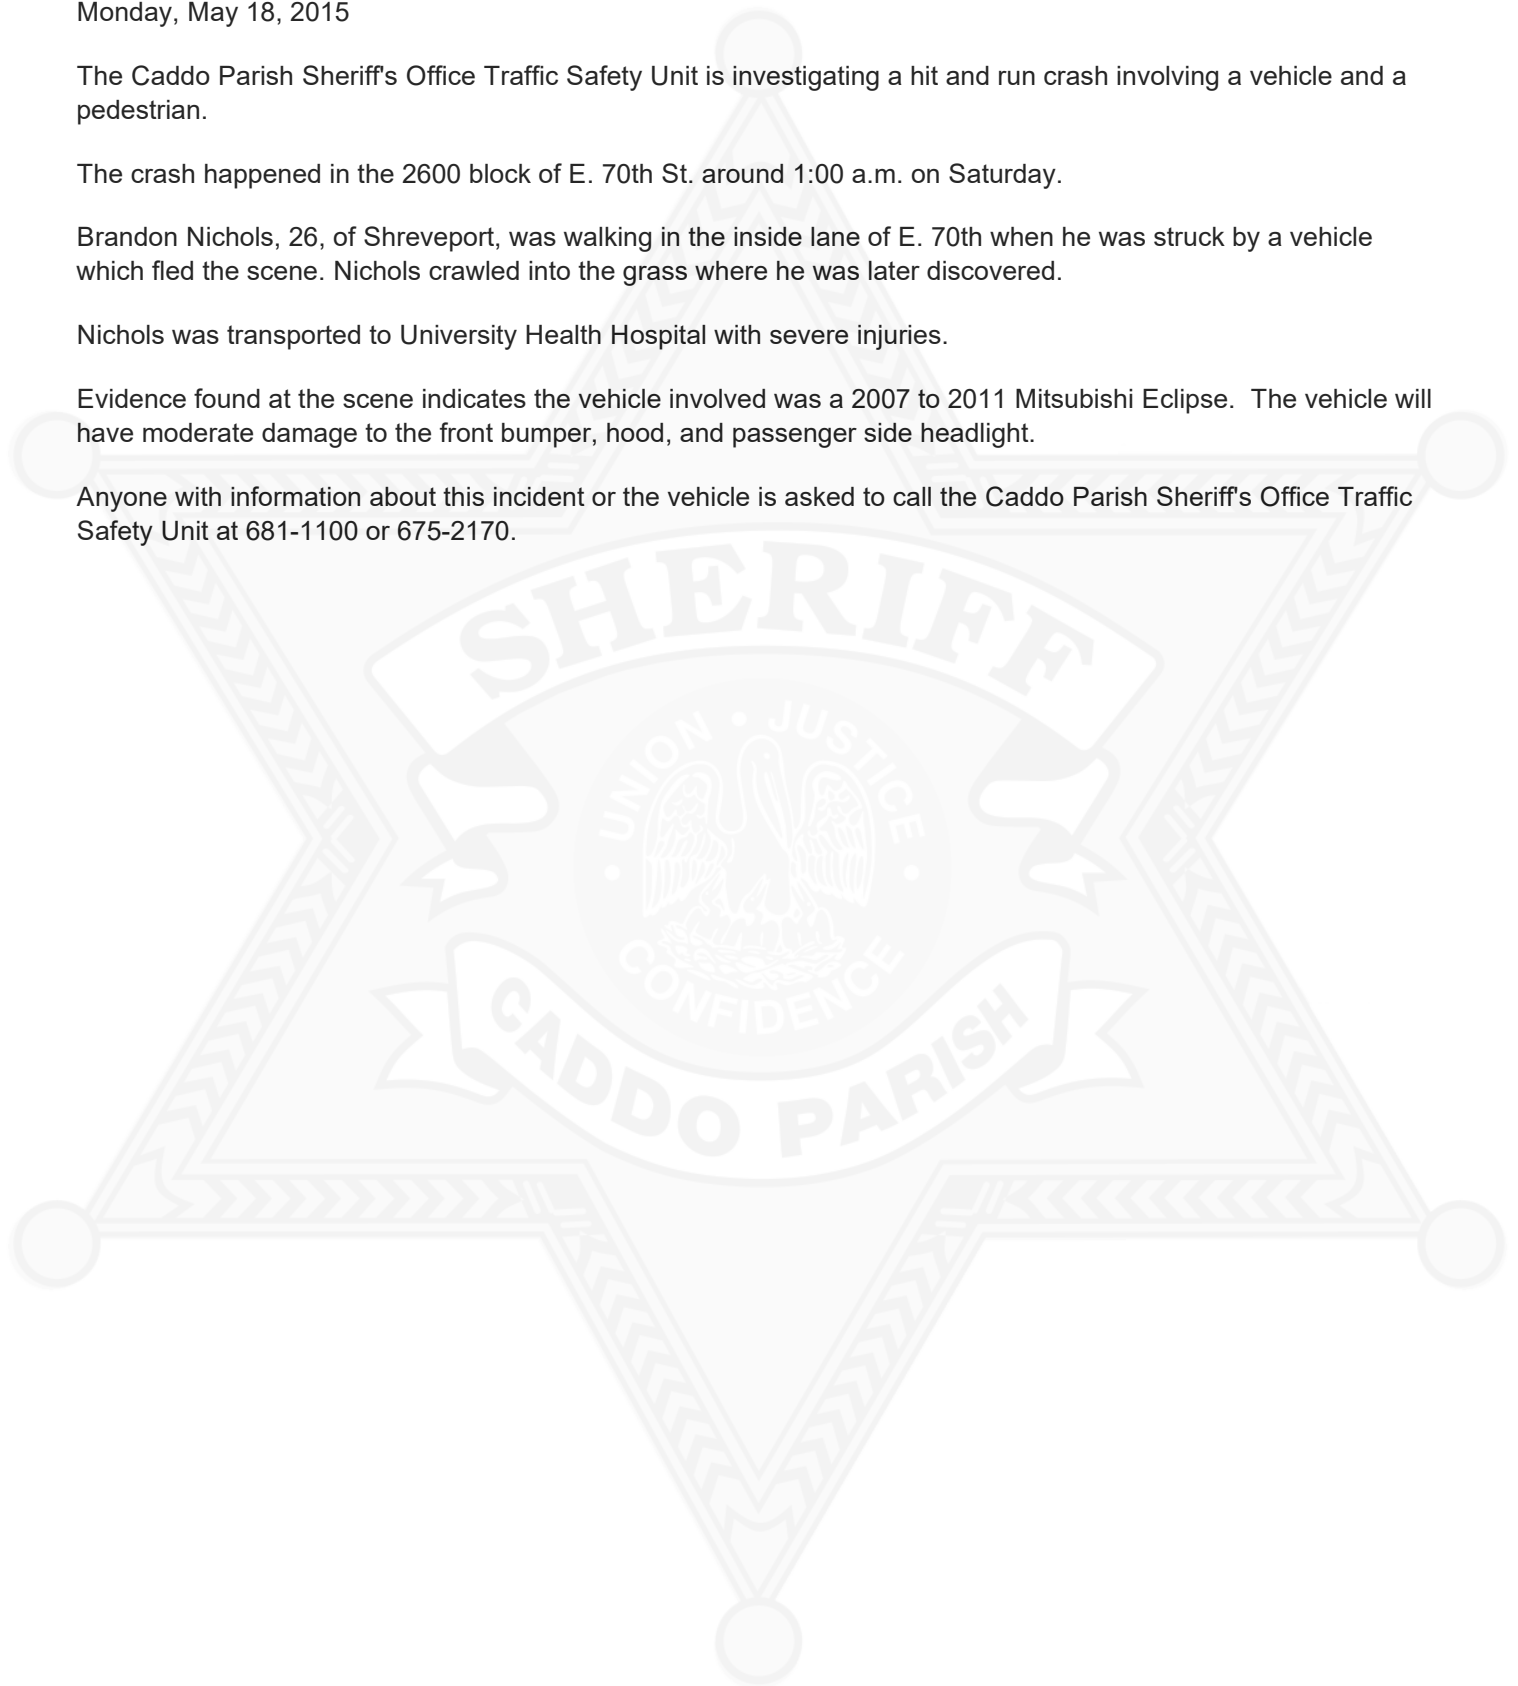 Monday, May 18, 2015
The Caddo Parish Sheriff's Office Traffic Safety Unit is investigating a hit and run crash involving a vehicle and a
pedestrian.
The crash happened in the 2600 block of E. 70th St. around 1:00 a.m. on Saturday.
Brandon Nichols, 26, of Shreveport, was walking in the inside lane of E. 70th when he was struck by a vehicle
which fled the scene. Nichols crawled into the grass where he was later discovered.
Nichols was transported to University Health Hospital with severe injuries.
Evidence found at the scene indicates the vehicle involved was a 2007 to 2011 Mitsubishi Eclipse.  The vehicle will
have moderate damage to the front bumper, hood, and passenger side headlight.
Anyone with information about this incident or the vehicle is asked to call the Caddo Parish Sheriff's Office Traffic
Safety Unit at 681-1100 or 675-2170.
SHERIFF
UNION • JUSTICE
• CONFIDENCE •
CADDO PARISH